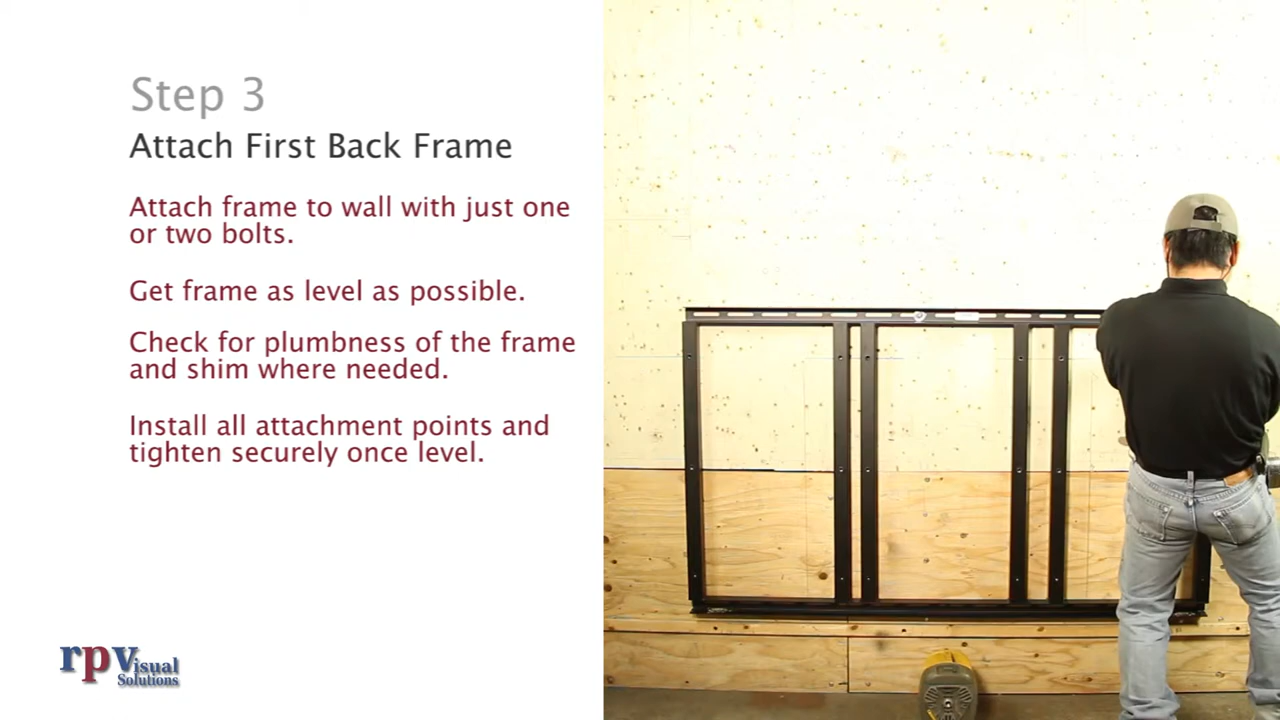 Step 3
Attach First Back Frame
Attach frame to wall with just one
or two bolts.
Get frame as level as possible.
Check for plumbness of the frame
and shim where needed.
Install all attachment points and
tighten securely once level.
rpvisual
Solutions